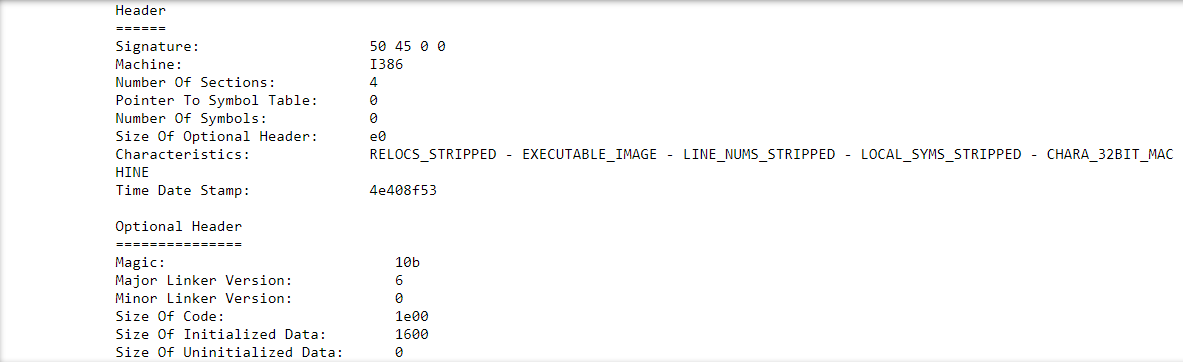 Header
======
Signature: 50 45 0 0
Machine: I386
Number Of Sections: 4
Pointer To Symbol Table: 0
Number Of Symbols: 0
Size Of Optional Header: e0
Characteristics: RELOCS_STRIPPED - EXECUTABLE_IMAGE - LINE_NUMS_STRIPPED - LOCAL_SYMS_STRIPPED - CHARA_32BIT_MAC
HINE
Time Date Stamp: 4e408f53
Optional Header
===============
Magic: 10b
Major Linker Version: 6
Minor Linker Version: 0
Size Of Code: 1e00
Size Of Initialized Data: 1600
Size Of Uninitialized Data: 0